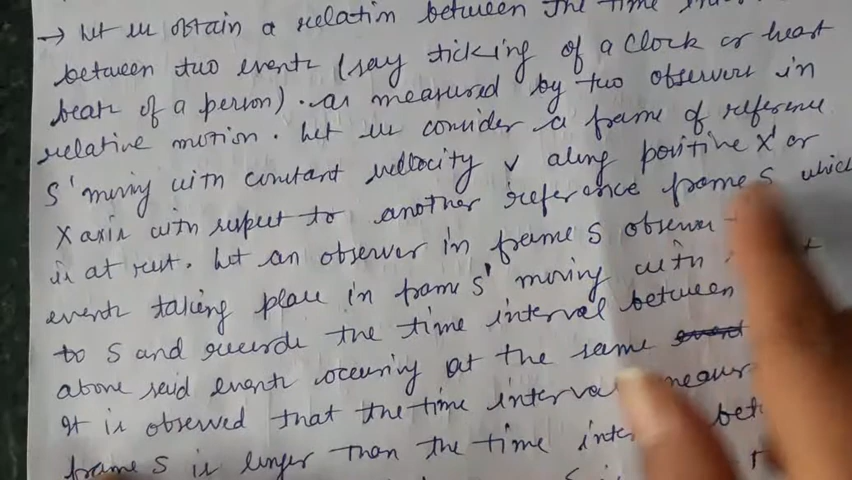 → let us obtain a relation between the time
between two events (say ticking of a clock or heart
beats of a person). as measured by two observers in
relative motion. let us consider a frame of reference
S' moving with constant vellocity v along positive X' or
X axis with respect to another reference frame S which
is at rest. let an observer in frame S observer
events taking place in frame S' moving with
to S and records the time interval between
above said events occuring at the same
It is observed that the time interval
frame S is longer than the time